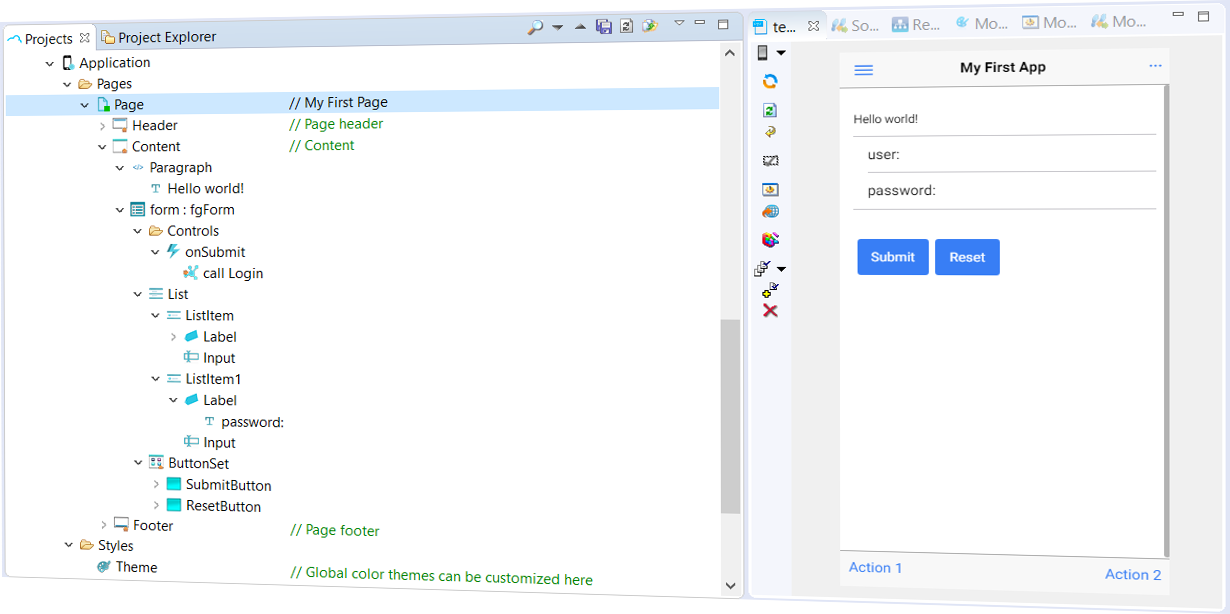 Projects
Project Explorer
Application
Pages
Page // My First Page
Header // Page header
Content // Content
Paragraph
Hello world!
form : fgForm
Controls
onSubmit
call Login
List
ListItem
Label
Input
ListItem1
Label
password:
Input
ButtonSet
SubmitButton
ResetButton
Footer // Page footer
Styles
Theme // Global color themes can be customized here
te...
So...
Re...
Mo...
Mo...
Mo...
My First App
Hello world!
user:
password:
Submit Reset
Action 1
Action 2